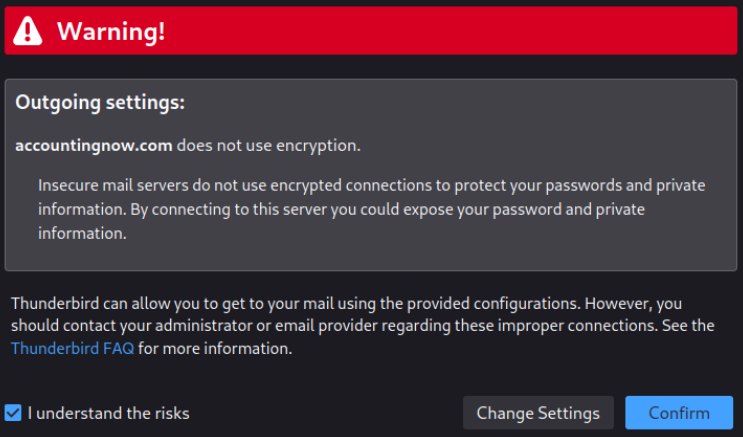 Warning!
Outgoing settings:
accountingnow.com does not use encryption.
Insecure mail servers do not use encrypted connections to protect your passwords and private
information. By connecting to this server you could expose your password and private
information.
Thunderbird can allow you to get to your mail using the provided configurations. However, you
should contact your administrator or email provider regarding these improper connections. See the
Thunderbird FAQ for more information.
I understand the risks
Change Settings
Confirm